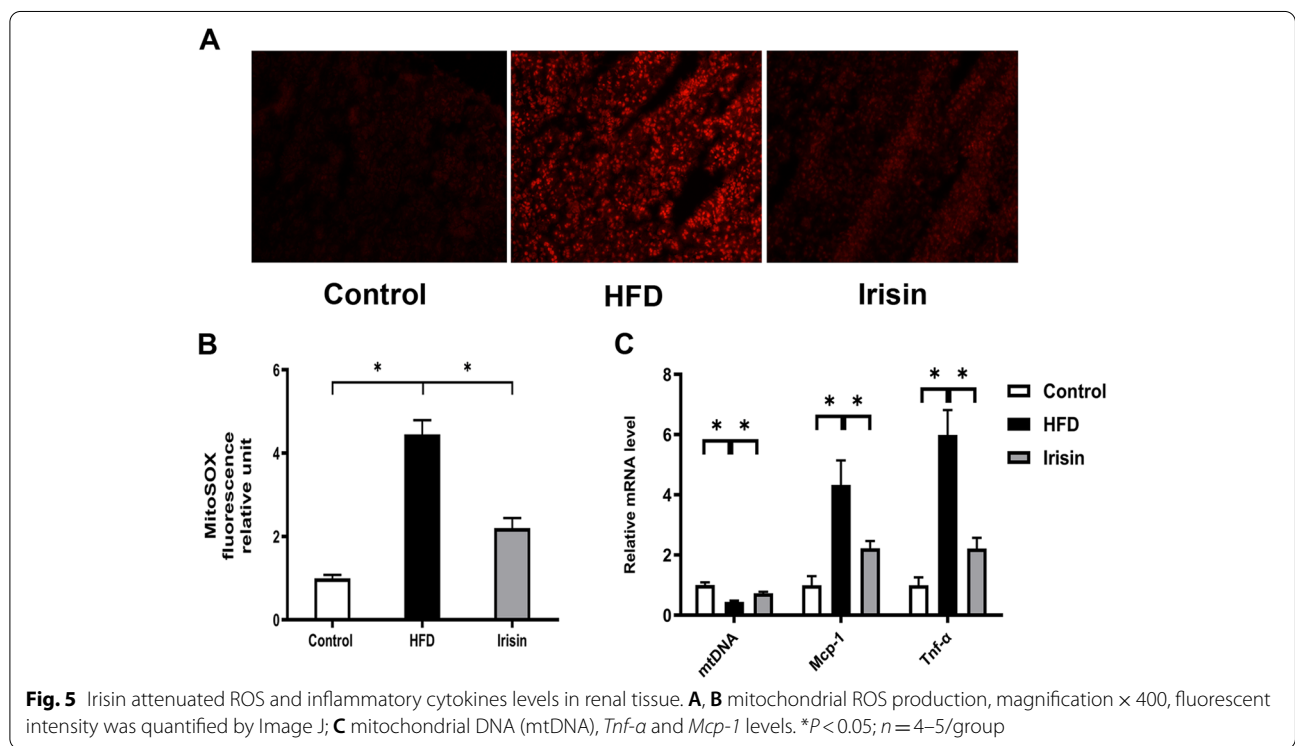 A
Control HFD Irisin
B
MitoSOX
fluorescence
relative unit
6
4
2
0
Control HFD Irisin
* *
C
Relative mRNA level
8
6
4
2
0
mtDNA Mcp-1 Tnf-α
* * * * * *
Control
HFD
Irisin
Fig. 5 Irisin attenuated ROS and inflammatory cytokines levels in renal tissue. A, B mitochondrial ROS production, magnification × 400, fluorescent
intensity was quantified by Image J; C mitochondrial DNA (mtDNA), Tnf-α and Mcp-1 levels. *P < 0.05; n = 4–5/group